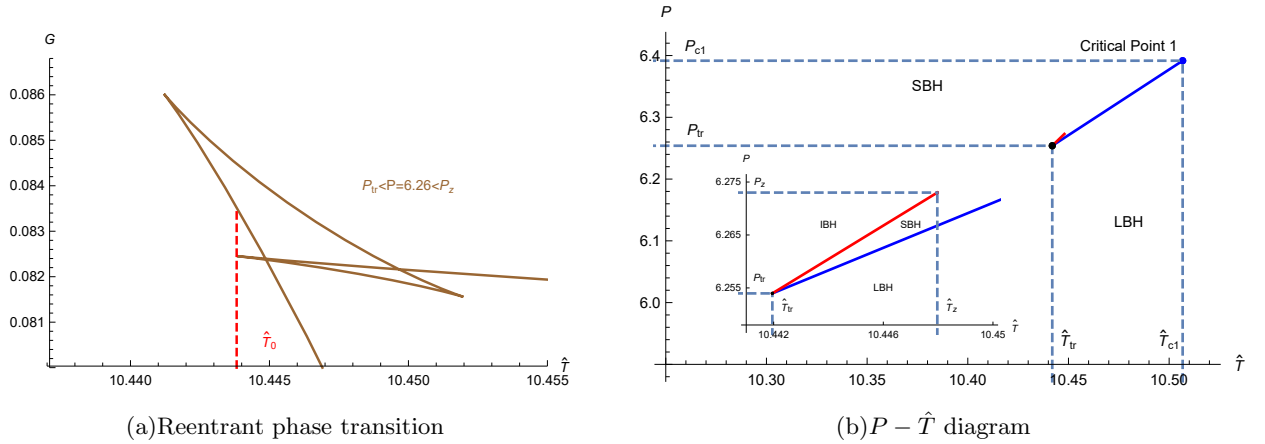 G
0.086
0.085
0.084
0.083
0.082
0.081
P_tr<P=6.26<P_z
T̂_0
10.440
10.445
10.450
10.455
T̂
(a)Reentrant phase transition
P
6.4
6.3
6.2
6.1
6.0
P_c1
Critical Point 1
SBH
P_tr
LBH
T̂_tr
T̂_c1
10.30
10.35
10.40
10.45
10.50
T̂
P
6.275
6.265
6.255
P_z
IBH
SBH
P_tr
LBH
T̂_tr
T̂_z
10.442
10.446
10.45
T̂
(b)P − T̂ diagram